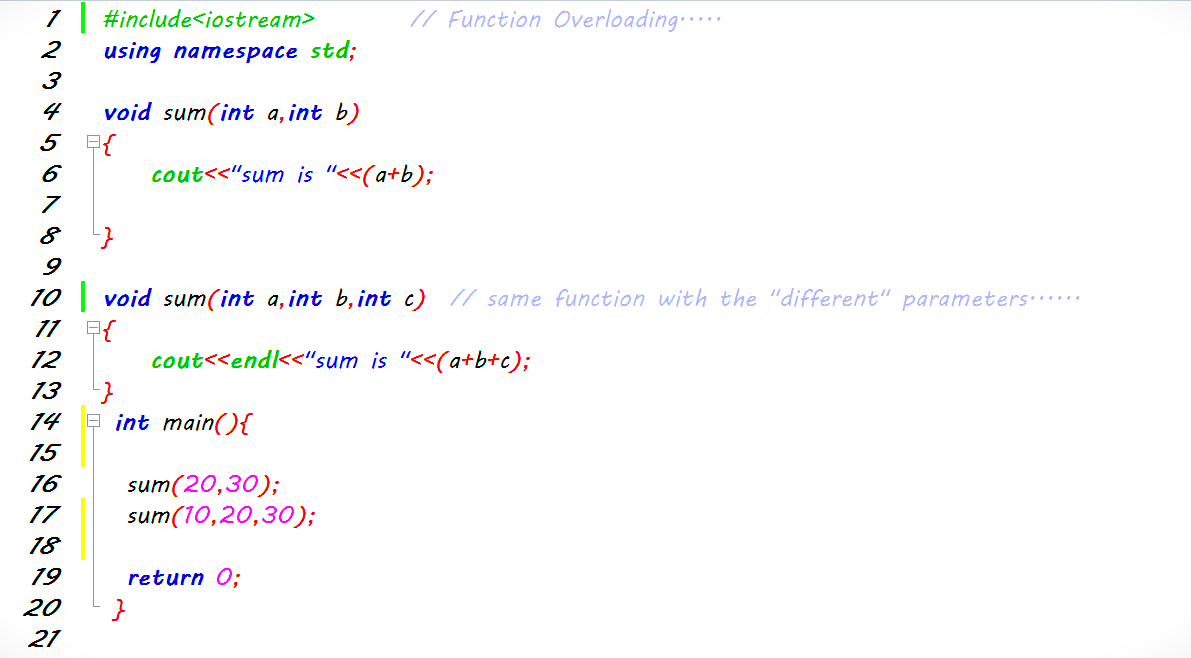 1 #include<iostream> // Function Overloading.....
2 using namespace std;
3
4 void sum(int a,int b)
5 {
6 cout<<"sum is "<<(a+b);
7
8 }
9
10 void sum(int a,int b,int c) // same function with the "different" parameters......
11 {
12 cout<<endl<<"sum is "<<(a+b+c);
13 }
14 int main(){
15
16 sum(20,30);
17 sum(10,20,30);
18
19 return 0;
20 }
21